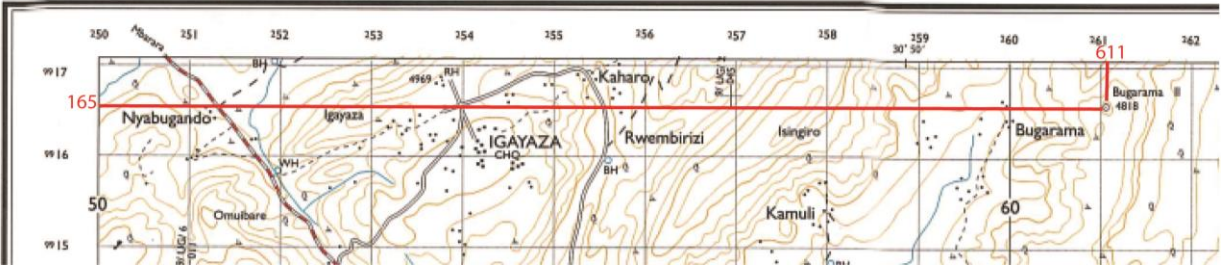 250 251 252 253 254 255 256 257 258 259 260 261 262
Mbarara
30° 50'
611
9917
BH
4969
RH
Kaharo
165
Bugarama II
4818
Nyabugando
Igayaza
IGAYAZA
CHQ
Rwembirizi
Isingiro
Bugarama
9916
WH
BH
50
Omuibare
Kamuli
60
9915
BH